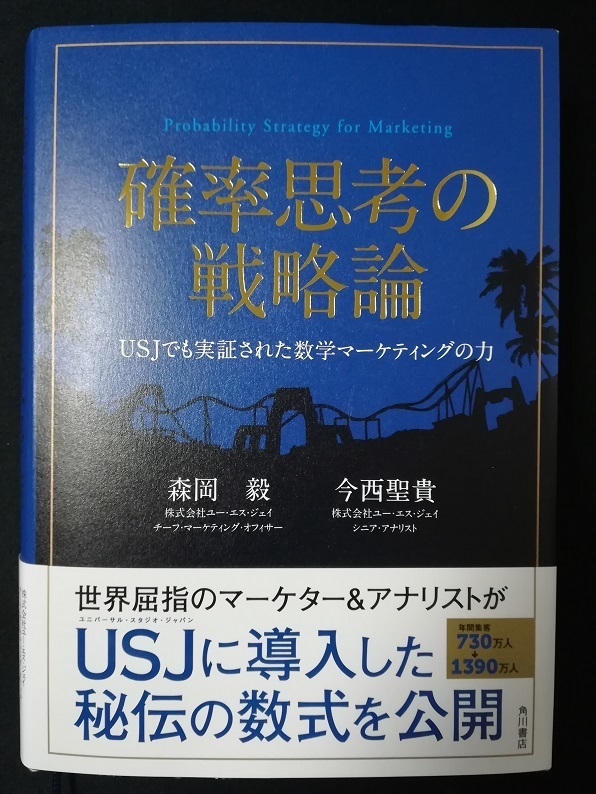 Probability Strategy for Marketing
確率思考の
戦略論
USJでも実証された数学マーケティングの力
森岡 毅
株式会社ユー・エス・ジェイ
チーフ・マーケティング・オフィサー
今西聖貴
株式会社ユー・エス・ジェイ
シニア・アナリスト
世界屈指のマーケター&アナリストが
ユニバーサル・スタジオ・ジャパン
USJに導入した
秘伝の数式を公開
年間集客
730万人
↓
1390万人
角川書店